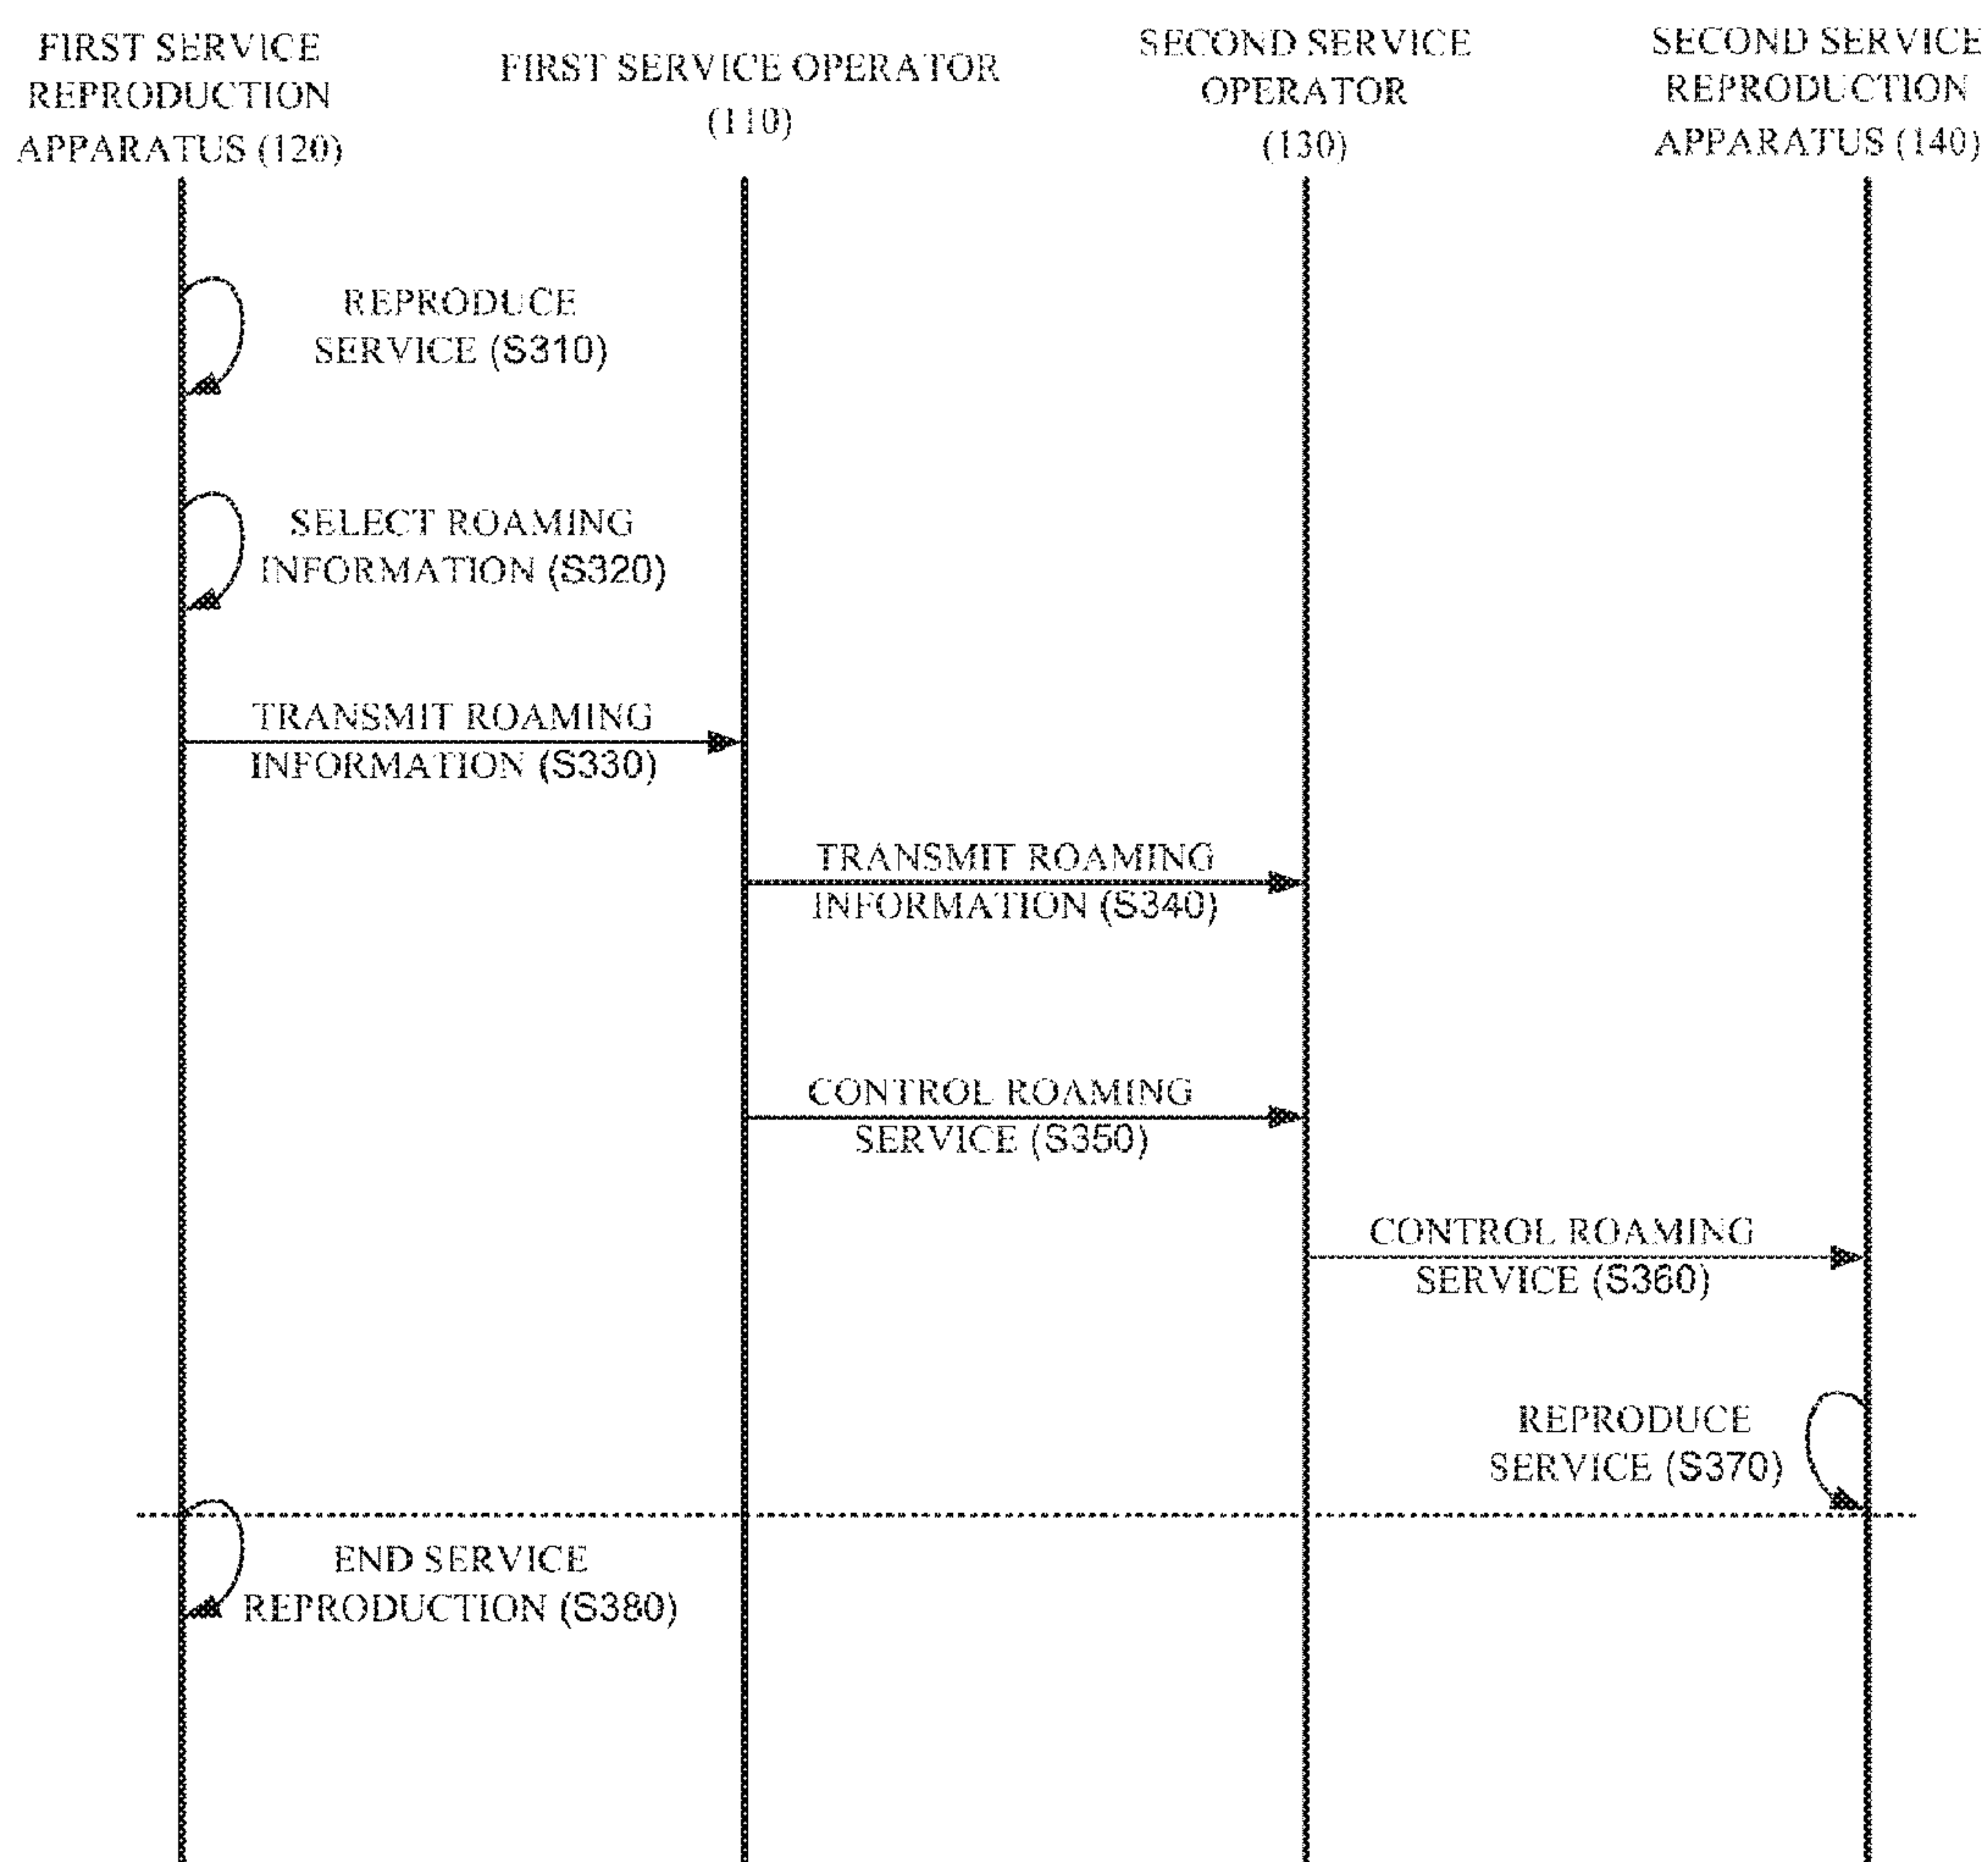 FIRST SERVICE
REPRODUCTION
APPARATUS (120)
FIRST SERVICE OPERATOR
(110)
SECOND SERVICE
OPERATOR
(130)
SECOND SERVICE
REPRODUCTION
APPARATUS (140)
REPRODUCE
SERVICE (S310)
SELECT ROAMING
INFORMATION (S320)
TRANSMIT ROAMING
INFORMATION (S330)
TRANSMIT ROAMING
INFORMATION (S340)
CONTROL ROAMING
SERVICE (S350)
CONTROL ROAMING
SERVICE (S360)
REPRODUCE
SERVICE (S370)
END SERVICE
REPRODUCTION (S380)